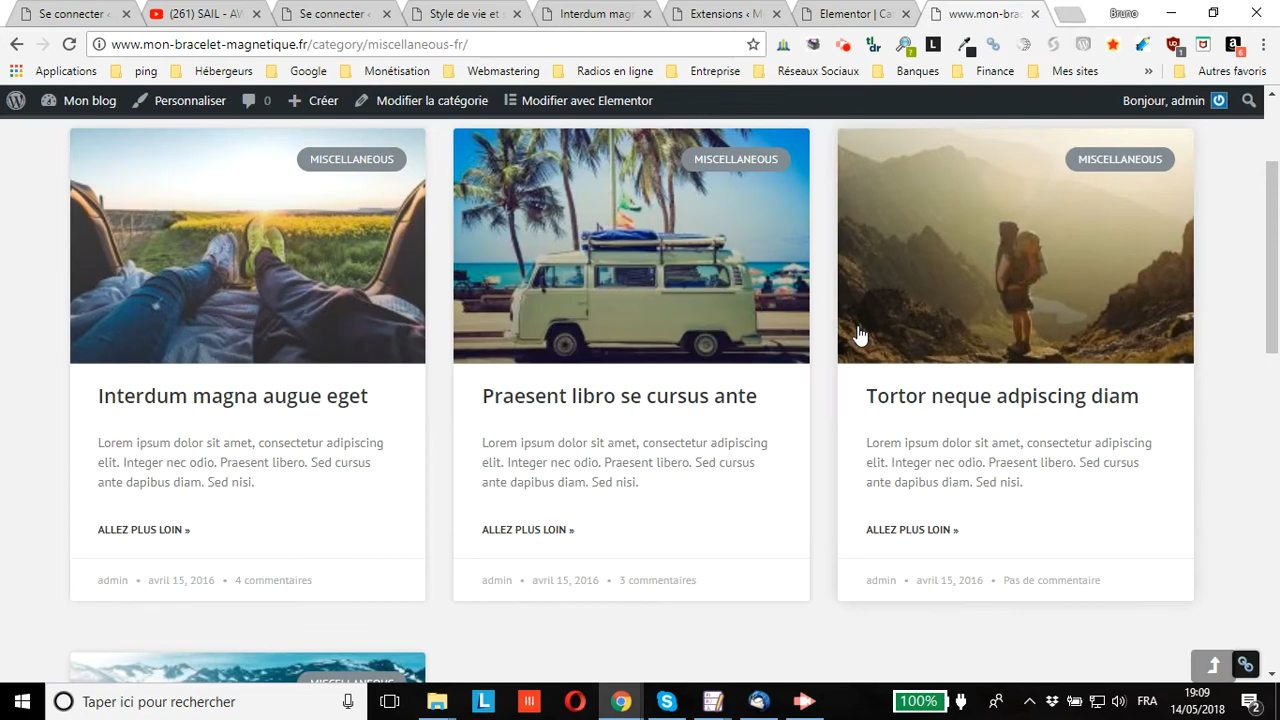 Se connecter ‹
(261) SAIL - AW
Se connecter ‹
Style de vie et s
Interdum magn
Extensions ‹ M
Elementor | Ca
www.mon-brac
Bruno
www.mon-bracelet-magnetique.fr/category/miscellaneous-fr/
tl;dr
Applications
ping
Hébergeurs
Google
Monétisation
Webmastering
Radios en ligne
Entreprise
Réseaux Sociaux
Banques
Finance
Mes sites
»
Autres favoris
Mon blog
Personnaliser
0
Créer
Modifier la catégorie
Modifier avec Elementor
Bonjour, admin
MISCELLANEOUS
MISCELLANEOUS
MISCELLANEOUS
Interdum magna augue eget
Lorem ipsum dolor sit amet, consectetur adipiscing
elit. Integer nec odio. Praesent libero. Sed cursus
ante dapibus diam. Sed nisi.
ALLEZ PLUS LOIN »
admin • avril 15, 2016 • 4 commentaires
Praesent libro se cursus ante
Lorem ipsum dolor sit amet, consectetur adipiscing
elit. Integer nec odio. Praesent libero. Sed cursus
ante dapibus diam. Sed nisi.
ALLEZ PLUS LOIN »
admin • avril 15, 2016 • 3 commentaires
Tortor neque adpiscing diam
Lorem ipsum dolor sit amet, consectetur adipiscing
elit. Integer nec odio. Praesent libero. Sed cursus
ante dapibus diam. Sed nisi.
ALLEZ PLUS LOIN »
admin • avril 15, 2016 • Pas de commentaire
MISCELLANEOUS
Taper ici pour rechercher
100%
FRA
19:09
14/05/2018
2